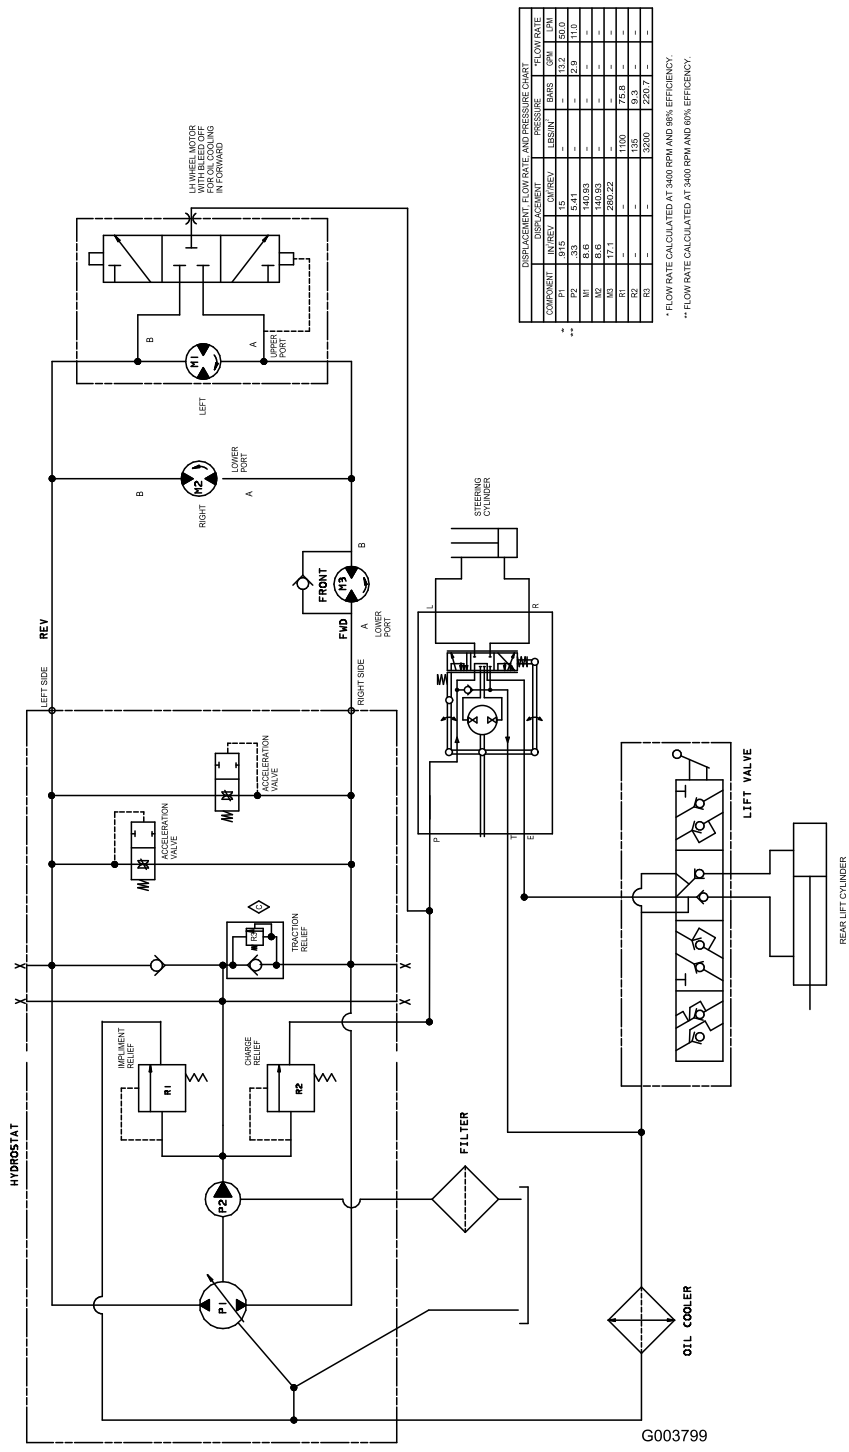 HYDROSTAT
REV
LEFT SIDE
FWD
RIGHT SIDE
P1
P2
IMPLIMENT
RELIEF
R1
CHARGE
RELIEF
R2
TRACTION
RELIEF
R3
C
ACCELERATION
VALVE
ACCELERATION
VALVE
FRONT
M3
A
B
LOWER
PORT
RIGHT
M2
B
A
LOWER
PORT
LEFT
M1
B
A
UPPER
PORT
LH WHEEL MOTOR
WITH BLEED OFF
FOR OIL COOLING
IN FORWARD
FILTER
P
T
E
L
R
STEERING
CYLINDER
OIL COOLER
LIFT VALVE
REAR LIFT CYLINDER
DISPLACEMENT, FLOW RATE, AND PRESSURE CHART
DISPLACEMENT PRESSURE *FLOW RATE
COMPONENT IN³/REV CM³/REV LBS/IN² BARS GPM LPM
* P1 .915 15 – – 13.2 50.0
** P2 .33 5.41 – – 2.9 11.0
M1 8.6 140.93 – – – –
M2 8.6 140.93 – – – –
M3 17.1 280.22 – – – –
R1 – – 1100 75.8 – –
R2 – – 135 9.3 – –
R3 – – 3200 220.7 – –
* FLOW RATE CALCULATED AT 3400 RPM AND 98% EFFICIENCY.
** FLOW RATE CALCULATED AT 3400 RPM AND 60% EFFICENCY.
G003799